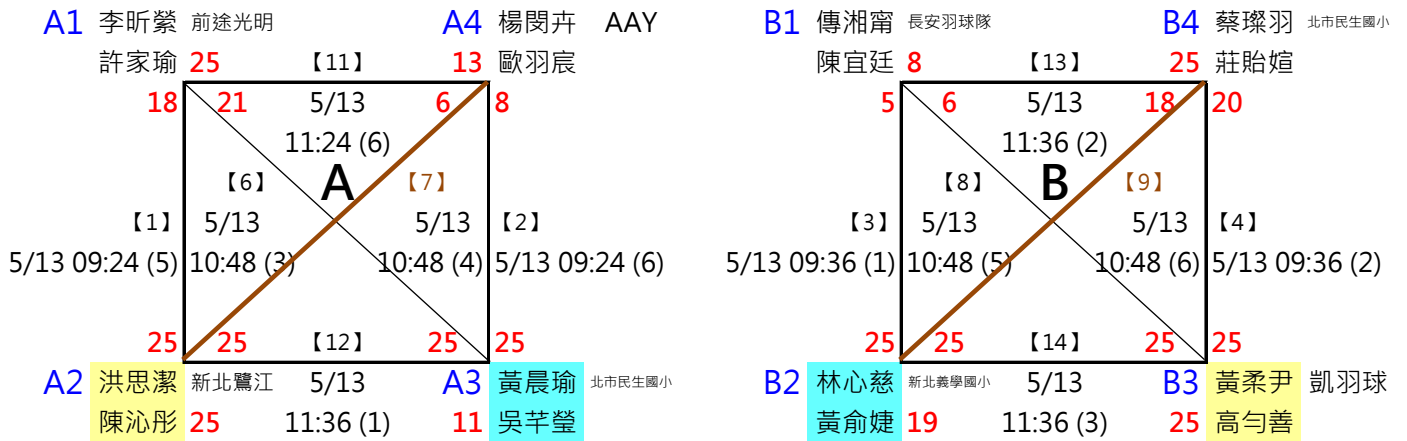 A1 李昕縈 前途光明 A4 楊閔卉 AAY B1 傳湘甯 長安羽球隊 B4 蔡璨羽 北市民生國小
許家瑜 25 【11】 13 歐羽宸 陳宜廷 8 【13】 25 莊貽媗
18 21 5/13 6 8 5 6 5/13 18 20
11:24 (6) 11:36 (2)
【6】 A 【7】 【8】 B 【9】
【1】 5/13 5/13 【2】 【3】 5/13 5/13 【4】
5/13 09:24 (5) 10:48 (3) 10:48 (4) 5/13 09:24 (6) 5/13 09:36 (1) 10:48 (5) 10:48 (6) 5/13 09:36 (2)
25 25 【12】 25 25 25 25 【14】 25 25
A2 洪思潔 新北鷺江 5/13 A3 黃晨瑜 北市民生國小 B2 林心慈 新北義學國小 5/13 B3 黃柔尹 凱羽球
陳沁彤 25 11:36 (1) 11 吳芊瑩 黃俞婕 19 11:36 (3) 25 高勻善